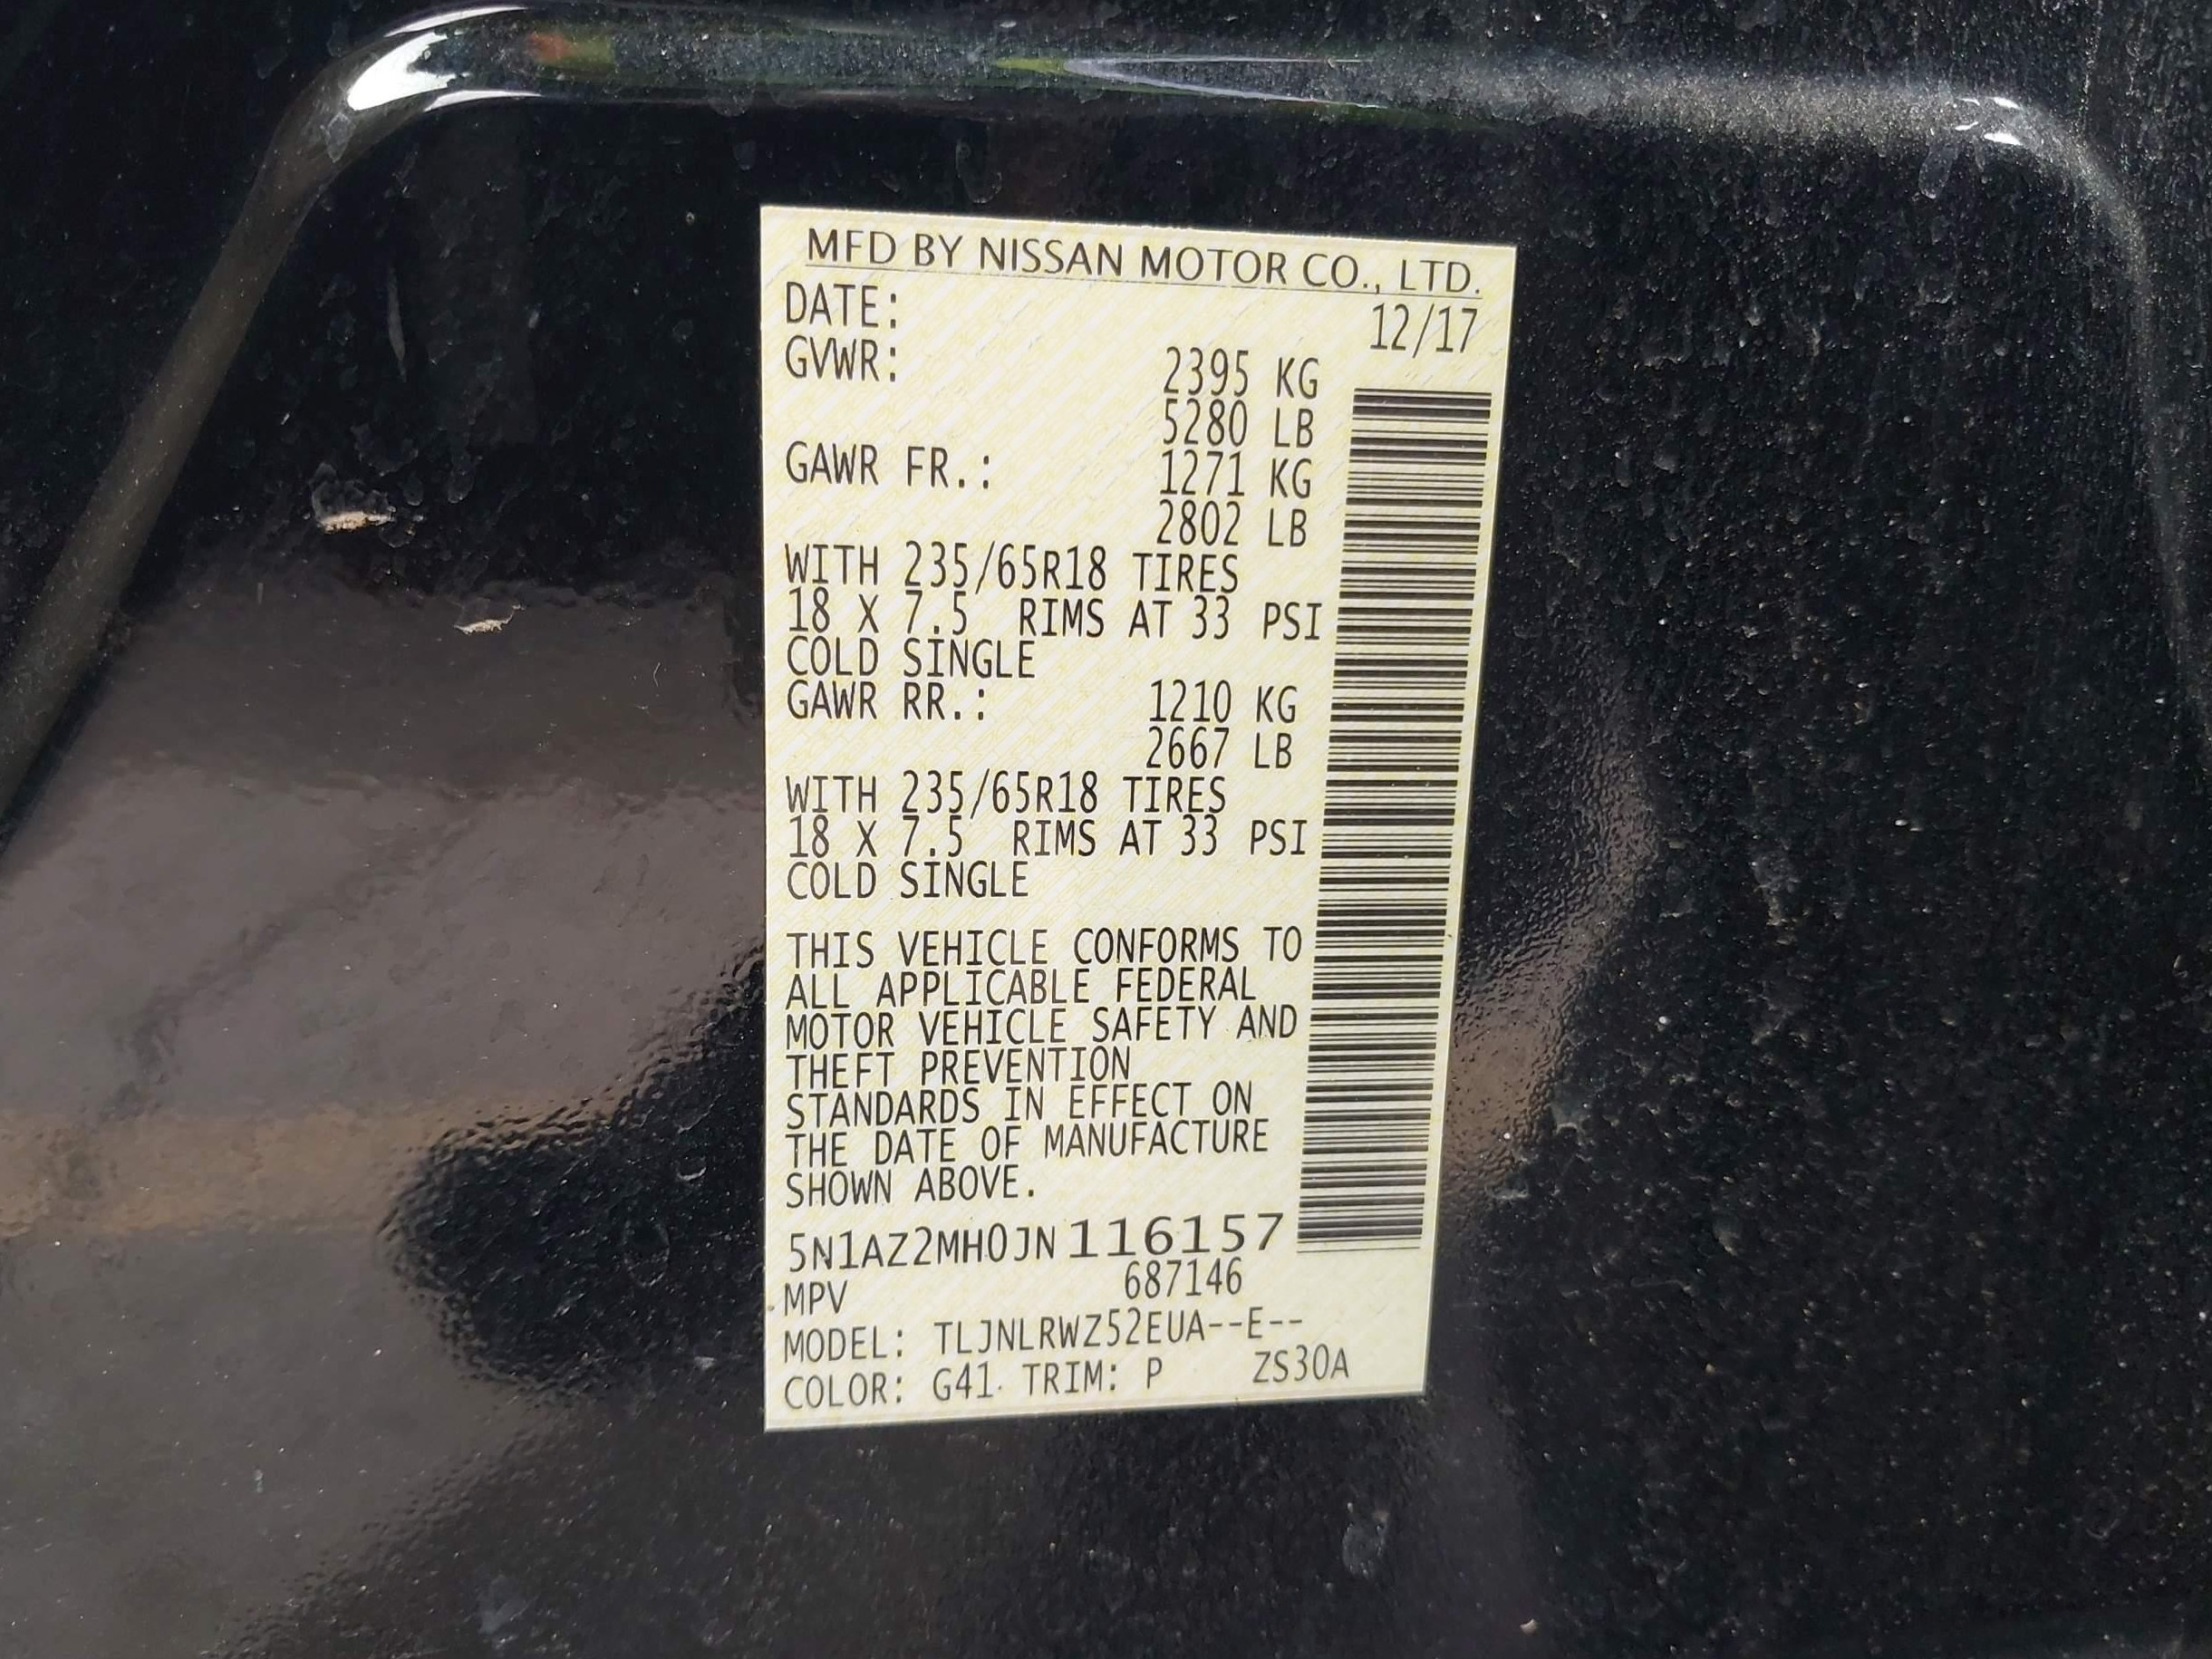 MFD BY NISSAN MOTOR CO., LTD.
DATE: 12/17
GVWR: 2395 KG
5280 LB
GAWR FR.: 1271 KG
2802 LB
WITH 235/65R18 TIRES
18 X 7.5 RIMS AT 33 PSI
COLD SINGLE
GAWR RR.: 1210 KG
2667 LB
WITH 235/65R18 TIRES
18 X 7.5 RIMS AT 33 PSI
COLD SINGLE
THIS VEHICLE CONFORMS TO
ALL APPLICABLE FEDERAL
MOTOR VEHICLE SAFETY AND
THEFT PREVENTION
STANDARDS IN EFFECT ON
THE DATE OF MANUFACTURE
SHOWN ABOVE.
5N1AZ2MH0JN116157
MPV 687146
MODEL: TLJNLRWZ52EUA--E--
COLOR: G41 TRIM: P ZS30A